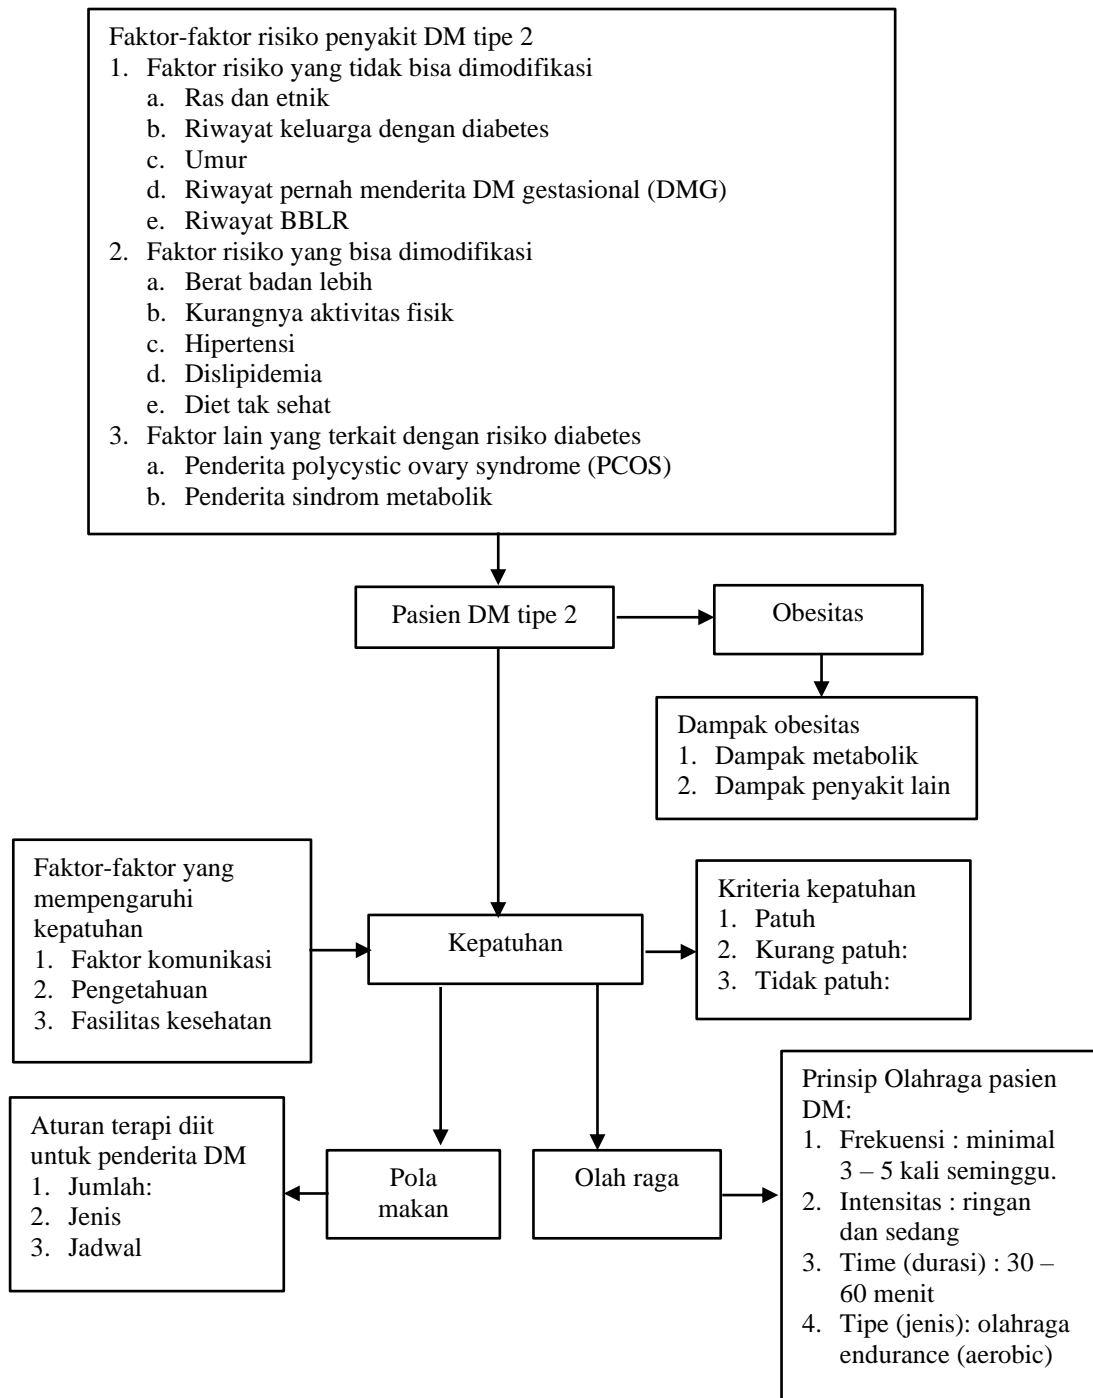 Faktor-faktor risiko penyakit DM tipe 2
1. Faktor risiko yang tidak bisa dimodifikasi
a. Ras dan etnik
b. Riwayat keluarga dengan diabetes
c. Umur
d. Riwayat pernah menderita DM gestasional (DMG)
e. Riwayat BBLR
2. Faktor risiko yang bisa dimodifikasi
a. Berat badan lebih
b. Kurangnya aktivitas fisik
c. Hipertensi
d. Dislipidemia
e. Diet tak sehat
3. Faktor lain yang terkait dengan risiko diabetes
a. Penderita polycystic ovary syndrome (PCOS)
b. Penderita sindrom metabolik
Pasien DM tipe 2
Obesitas
Dampak obesitas
1. Dampak metabolik
2. Dampak penyakit lain
Faktor-faktor yang
mempengaruhi
kepatuhan
1. Faktor komunikasi
2. Pengetahuan
3. Fasilitas kesehatan
Kepatuhan
Kriteria kepatuhan
1. Patuh
2. Kurang patuh:
3. Tidak patuh:
Aturan terapi diit
untuk penderita DM
1. Jumlah:
2. Jenis
3. Jadwal
Pola
makan
Olah raga
Prinsip Olahraga pasien
DM:
1. Frekuensi : minimal
3 – 5 kali seminggu.
2. Intensitas : ringan
dan sedang
3. Time (durasi) : 30 –
60 menit
4. Tipe (jenis): olahraga
endurance (aerobic)